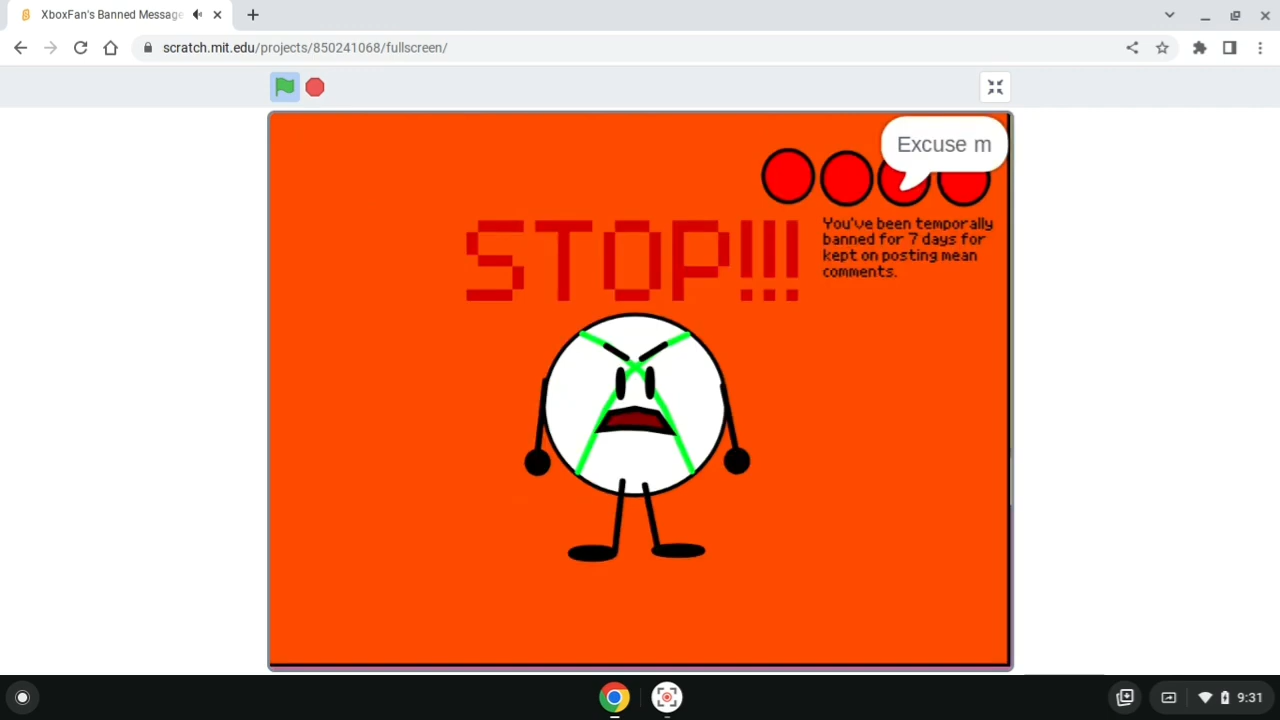 XboxFan's Banned Message
scratch.mit.edu/projects/850241068/fullscreen/
Excuse m
STOP!!!
You've been temporally
banned for 7 days for
kept on posting mean
comments.
9:31